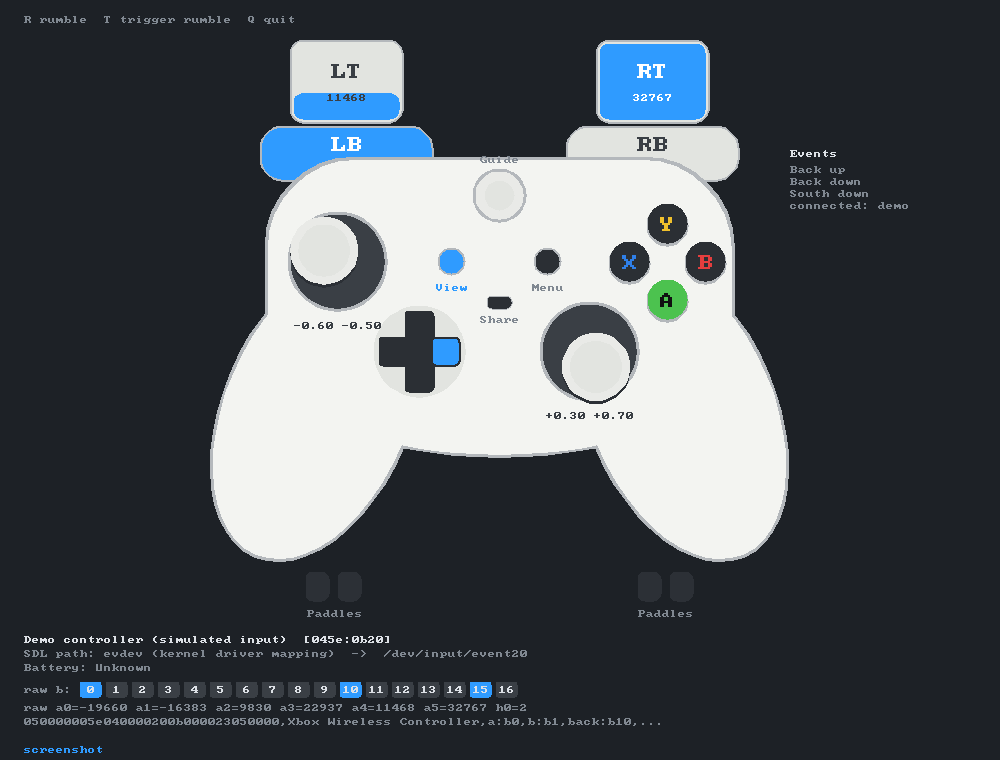 R rumble  T trigger rumble  Q quit
LT
11468
RT
32767
LB
RB
Guide
Events
Back up
Back down
South down
connected: demo
Y
X
B
A
View
Menu
Share
-0.60 -0.50
+0.30 +0.70
Paddles
Paddles
Demo controller (simulated input)  [045e:0b20]
SDL path: evdev (kernel driver mapping)  ->  /dev/input/event20
Battery: Unknown
raw b: 0 1 2 3 4 5 6 7 8 9 10 11 12 13 14 15 16
raw a0=-19660 a1=-16383 a2=9830 a3=22937 a4=11468 a5=32767 h0=2
050000005e040000200b000023050000,Xbox Wireless Controller,a:b0,b:b1,back:b10,...
screenshot